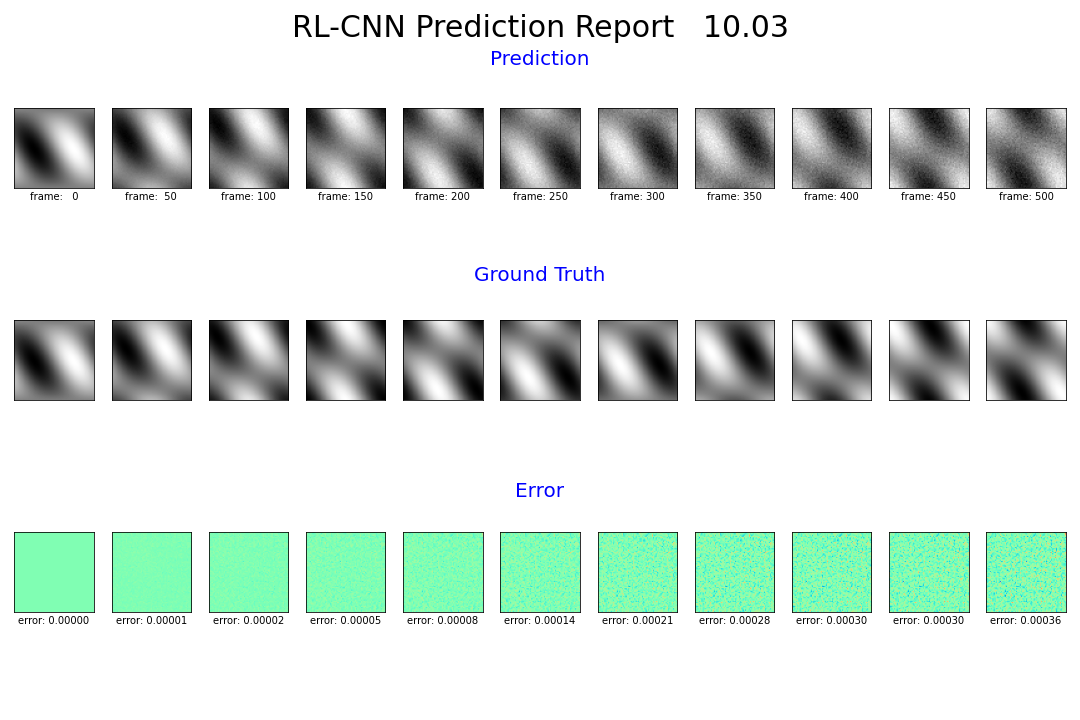 RL-CNN Prediction Report   10.03
Prediction
frame:   0 frame:  50 frame: 100 frame: 150 frame: 200 frame: 250 frame: 300 frame: 350 frame: 400 frame: 450 frame: 500
Ground Truth
Error
error: 0.00000 error: 0.00001 error: 0.00002 error: 0.00005 error: 0.00008 error: 0.00014 error: 0.00021 error: 0.00028 error: 0.00030 error: 0.00030 error: 0.00036